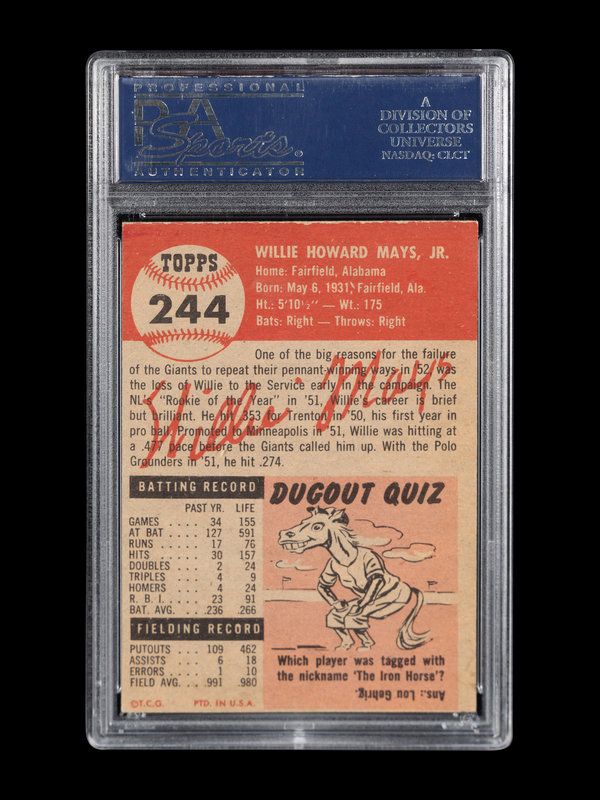 PROFESSIONAL
PSA
Sports
AUTHENTICATOR
A
DIVISION OF
COLLECTORS
UNIVERSE
NASDAQ: CLCT
TOPPS
244
WILLIE HOWARD MAYS, JR.
Home: Fairfield, Alabama
Born: May 6, 1931, Fairfield, Ala.
Ht.: 5'10½" — Wt.: 175
Bats: Right — Throws: Right
One of the big reasons for the failure
of the Giants to repeat their pennant-winning ways in '52, was
the loss of Willie to the Service early in the campaign. The
NL's "Rookie of the Year" in '51, Willie's career is brief
but brilliant. He hit .353 for Trenton in '50, his first year in
pro ball. Promoted to Minneapolis in '51, Willie was hitting at
a .477 pace before the Giants called him up. With the Polo
Grounders in '51, he hit .274.
Willie Mays
BATTING RECORD
PAST YR. LIFE
GAMES .... 34 155
AT BAT .... 127 591
RUNS .... 17 76
HITS .... 30 157
DOUBLES .. 2 24
TRIPLES ... 4 9
HOMERS ... 4 24
R. B. I. .... 23 91
BAT. AVG. .. .236 .266
FIELDING RECORD
PUTOUTS ... 109 462
ASSISTS .... 6 18
ERRORS .... 1 10
FIELD AVG. .. .991 .980
©T.C.G. PTD. IN U.S.A.
DUGOUT QUIZ
Which player was tagged with
the nickname 'The Iron Horse'?
Ans.: Lou Gehrig.